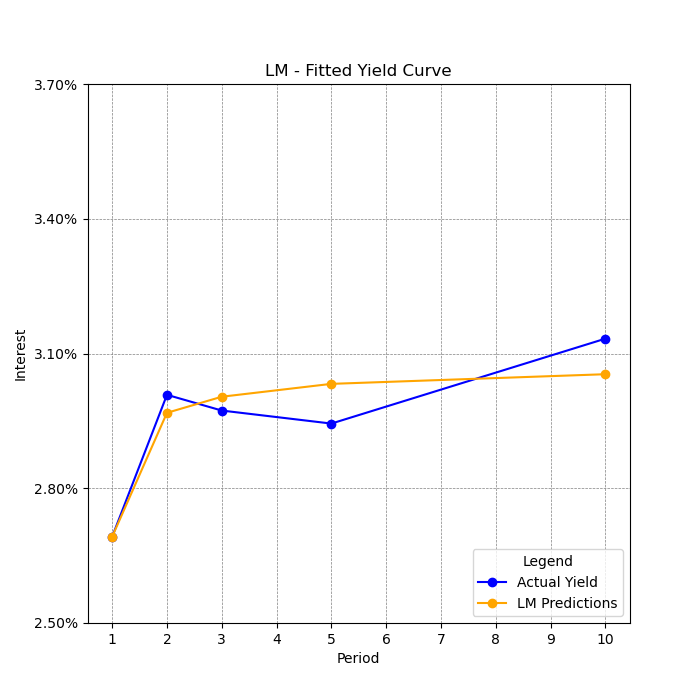 LM - Fitted Yield Curve
3.70%
3.40%
3.10%
2.80%
2.50%
Interest
1 2 3 4 5 6 7 8 9 10
Period
Legend
Actual Yield
LM Predictions